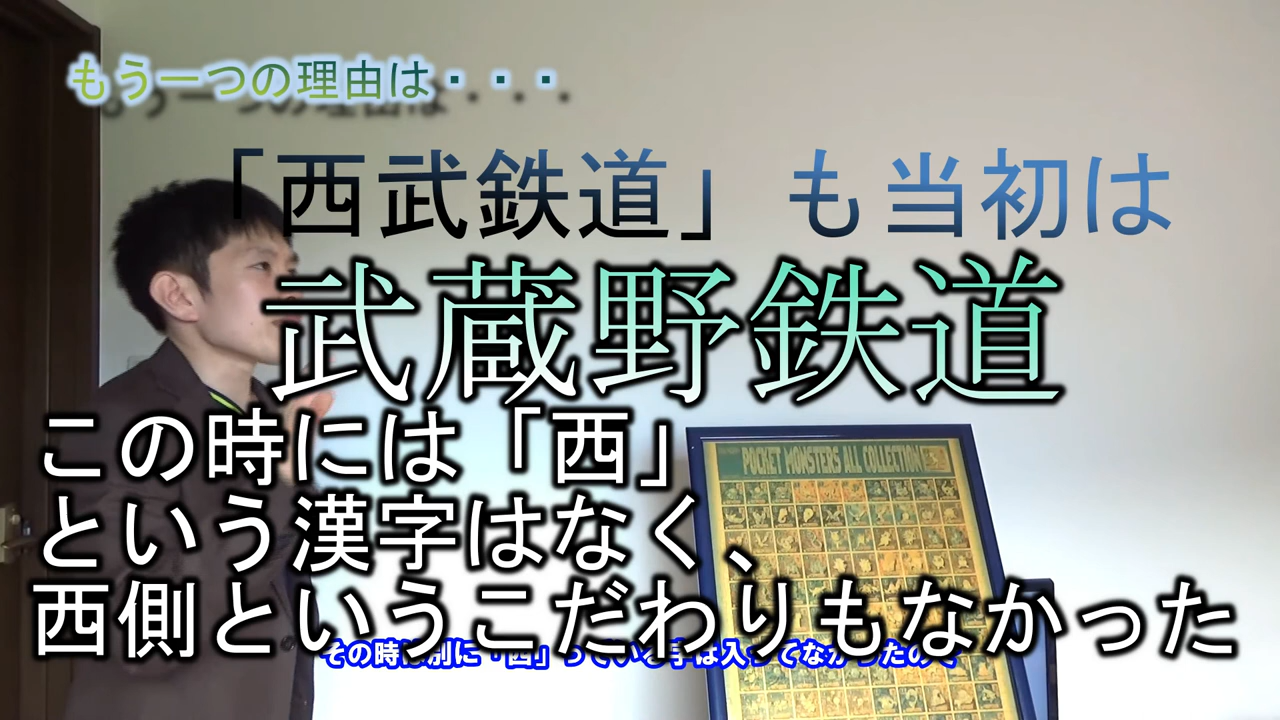 もう一つの理由は・・・
「西武鉄道」も当初は
武蔵野鉄道
この時には「西」
という漢字はなく、
西側というこだわりもなかった
POCKET MONSTERS ALL COLLECTION